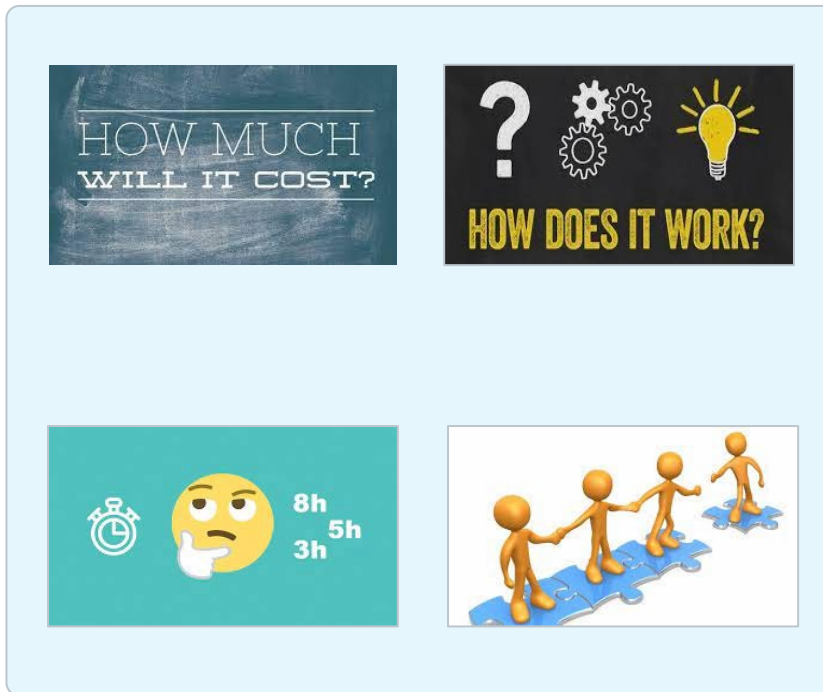 HOW MUCH
WILL IT COST?
?
HOW DOES IT WORK?
8h
5h
3h